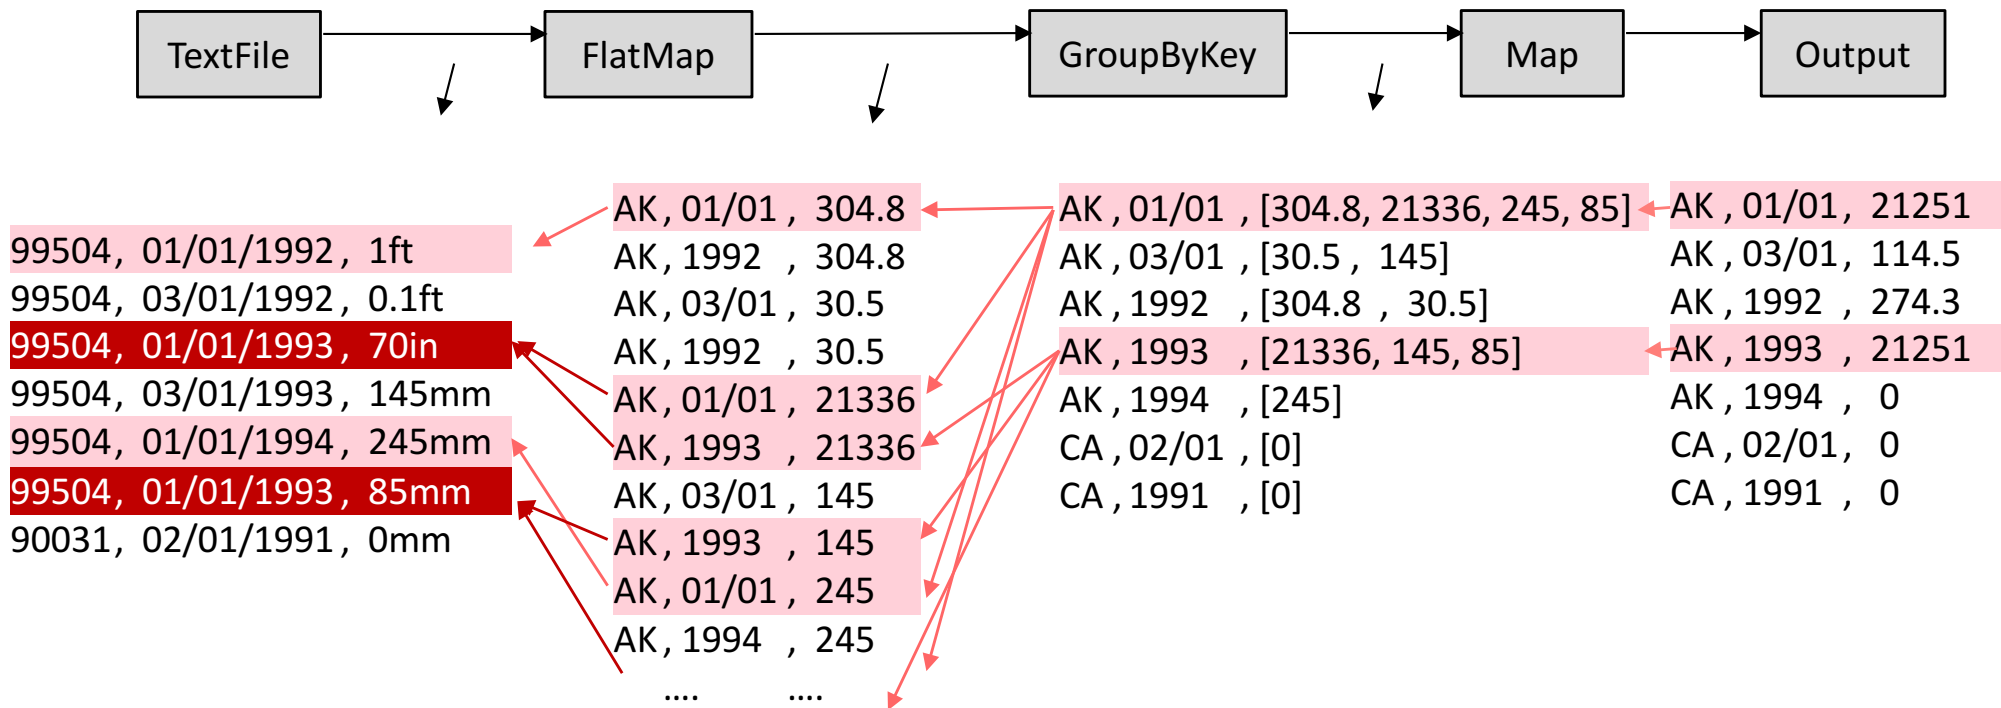 TextFile
FlatMap
GroupByKey
Map
Output
99504, 01/01/1992, 1ft
99504, 03/01/1992, 0.1ft
99504, 01/01/1993, 70in
99504, 03/01/1993, 145mm
99504, 01/01/1994, 245mm
99504, 01/01/1993, 85mm
90031, 02/01/1991, 0mm
AK, 01/01, 304.8
AK, 1992, 304.8
AK, 03/01, 30.5
AK, 1992, 30.5
AK, 01/01, 21336
AK, 1993, 21336
AK, 03/01, 145
AK, 1993, 145
AK, 01/01, 245
AK, 1994, 245
.... ....
AK, 01/01, [304.8, 21336, 245, 85]
AK, 03/01, [30.5, 145]
AK, 1992, [304.8, 30.5]
AK, 1993, [21336, 145, 85]
AK, 1994, [245]
CA, 02/01, [0]
CA, 1991, [0]
AK, 01/01, 21251
AK, 03/01, 114.5
AK, 1992, 274.3
AK, 1993, 21251
AK, 1994, 0
CA, 02/01, 0
CA, 1991, 0